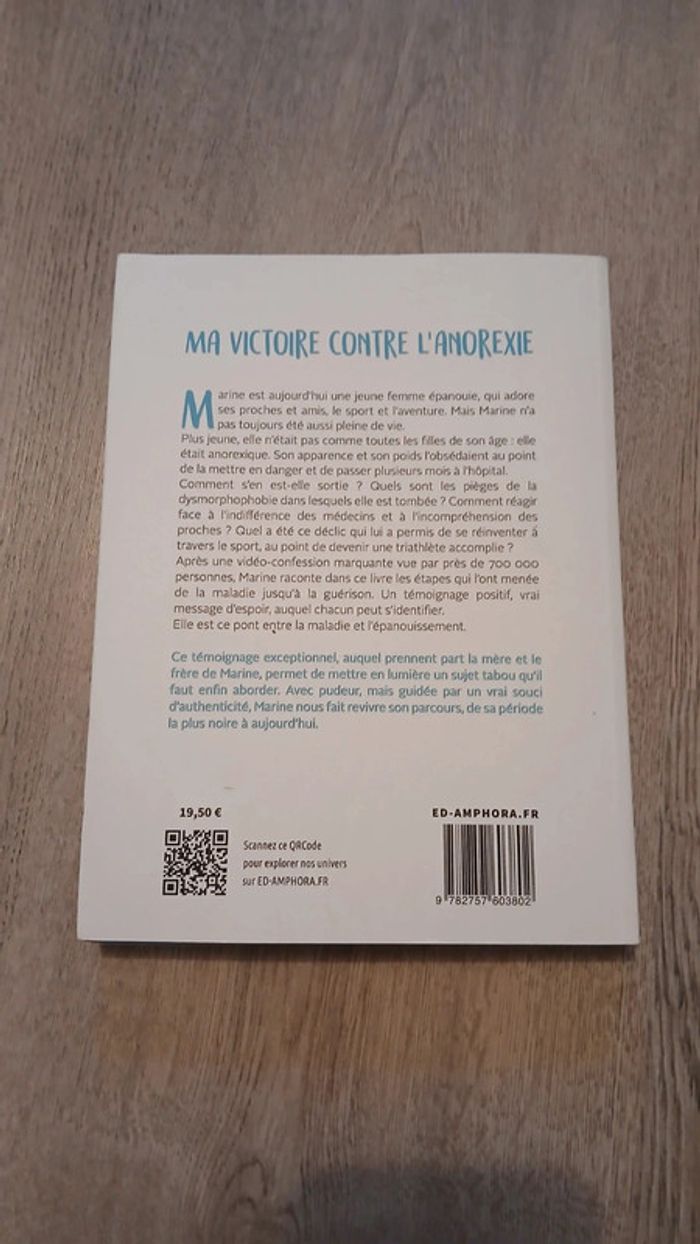 MA VICTOIRE CONTRE L'ANOREXIE
Marine est aujourd'hui une jeune femme épanouie, qui adore
ses proches et amis, le sport et l'aventure. Mais Marine n'a
pas toujours été aussi pleine de vie.
Plus jeune, elle n'était pas comme toutes les filles de son âge : elle
était anorexique. Son apparence et son poids l'obsédaient au point
de la mettre en danger et de passer plusieurs mois à l'hôpital.
Comment s'en est-elle sortie ? Quels sont les pièges de la
dysmorphophobie dans lesquels elle est tombée ? Comment réagir
face à l'indifférence des médecins et à l'incompréhension des
proches ? Quel a été ce déclic qui lui a permis de se réinventer à
travers le sport, au point de devenir une triathlète accomplie ?
Après une vidéo-confession marquante vue par près de 700 000
personnes, Marine raconte dans ce livre les étapes qui l'ont menée
de la maladie jusqu'à la guérison. Un témoignage positif, vrai
message d'espoir, auquel chacun peut s'identifier.
Elle est ce pont entre la maladie et l'épanouissement.
Ce témoignage exceptionnel, auquel prennent part la mère et le
frère de Marine, permet de mettre en lumière un sujet tabou qu'il
faut enfin aborder. Avec pudeur, mais guidée par un vrai souci
d'authenticité, Marine nous fait revivre son parcours, de sa période
la plus noire à aujourd'hui.
19,50 €
Scannez ce QRCode
pour explorer nos univers
sur ED-AMPHORA.FR
ED-AMPHORA.FR
9 782757 603802